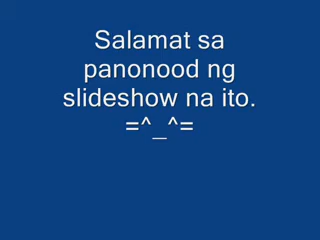 Salamat sa
panonood ng
slideshow na ito.
=^_^=